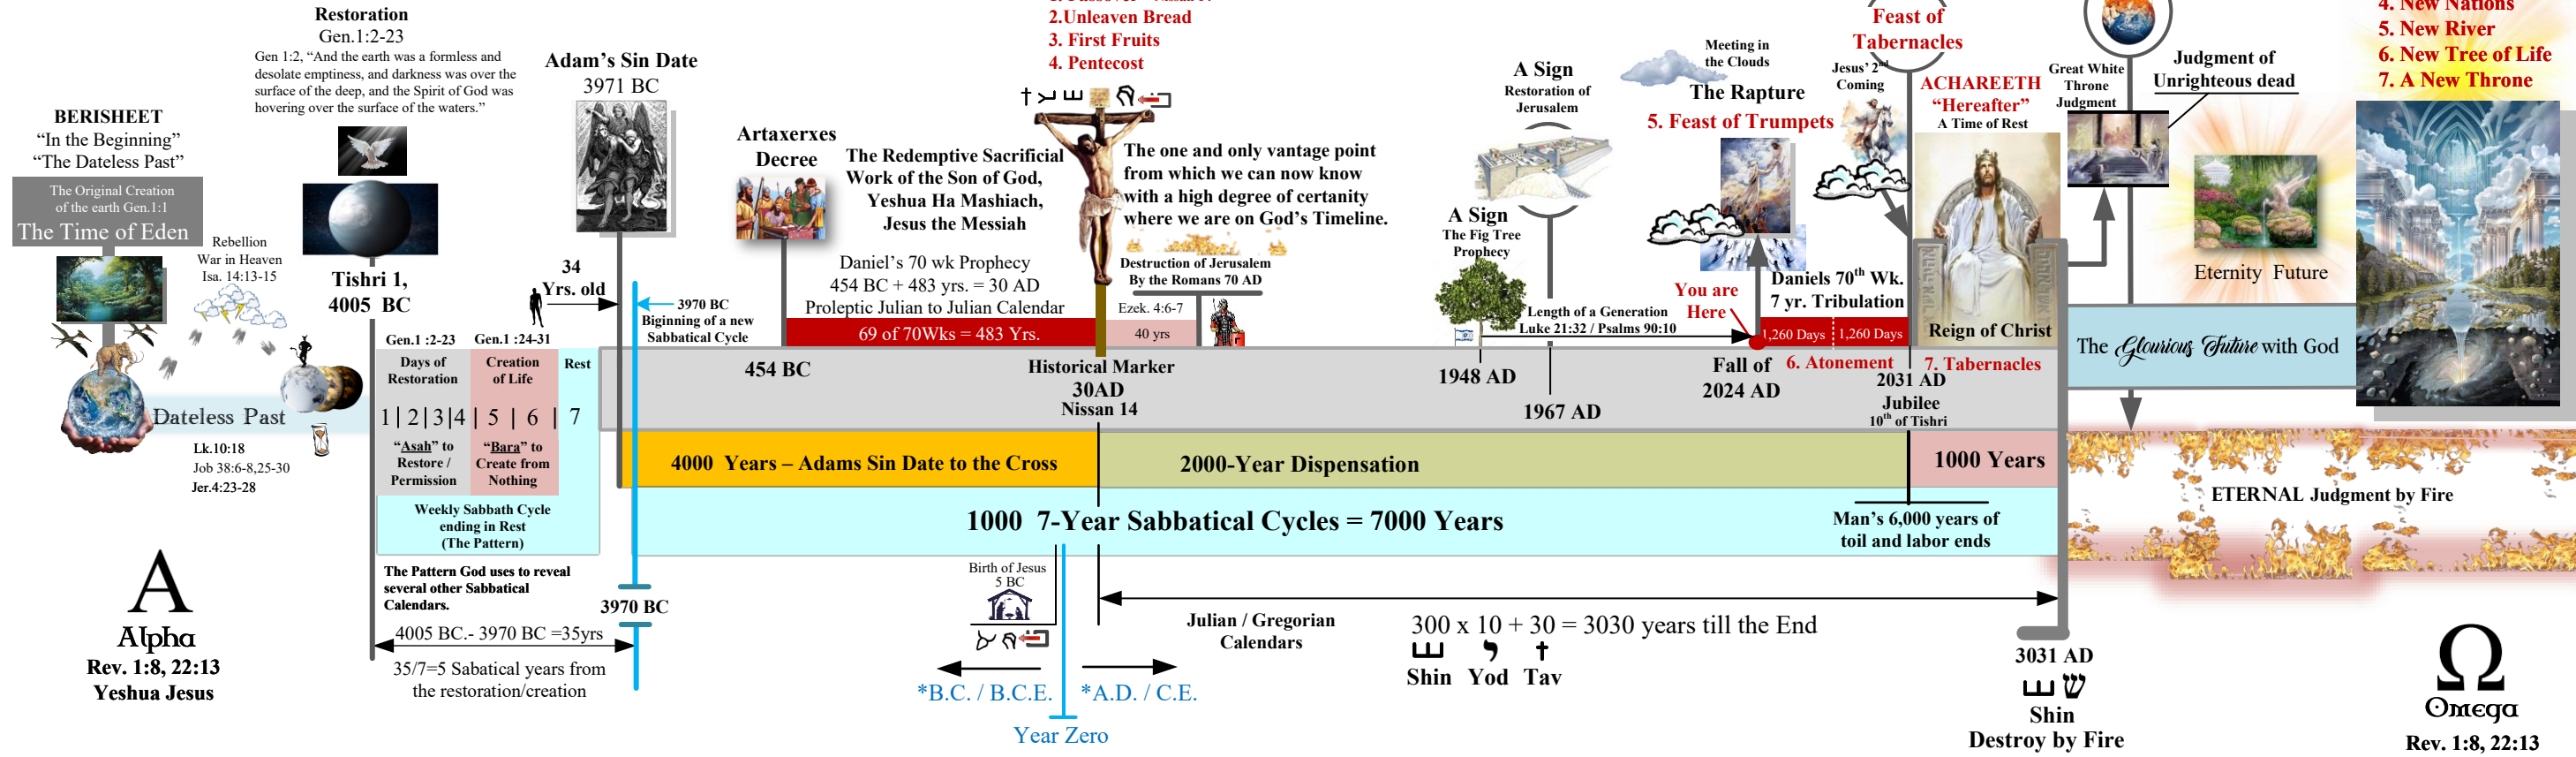 Restoration
Gen.1:2-23
Gen 1:2, “And the earth was a formless and
desolate emptiness, and darkness was over the
surface of the deep, and the Spirit of God was
hovering over the surface of the waters.”
BERISHEET
“In the Beginning”
“The Dateless Past”
The Original Creation
of the earth Gen.1:1
The Time of Eden
Rebellion
War in Heaven
Isa. 14:13-15
Dateless Past
Lk.10:18
Job 38:6-8,25-30
Jer.4:23-28
Tishri 1,
4005 BC
Gen.1 :2-23
Days of
Restoration
Gen.1 :24-31
Creation
of Life
Rest
1|2|3|4| 5 | 6 | 7
“Asah” to
Restore /
Permission
“Bara” to
Create from
Nothing
Weekly Sabbath Cycle
ending in Rest
(The Pattern)
The Pattern God uses to reveal
several other Sabbatical
Calendars.
4005 BC.- 3970 BC =35yrs
35/7=5 Sabatical years from
the restoration/creation
A
Alpha
Rev. 1:8, 22:13
Yeshua Jesus
Adam’s Sin Date
3971 BC
34
Yrs. old
3970 BC
Biginning of a new
Sabbatical Cycle
3970 BC
Artaxerxes
Decree
The Redemptive Sacrificial
Work of the Son of God,
Yeshua Ha Mashiach,
Jesus the Messiah
Daniel’s 70 wk Prophecy
454 BC + 483 yrs. = 30 AD
Proleptic Julian to Julian Calendar
69 of 70Wks = 483 Yrs.
454 BC
2.Unleaven Bread
3. First Fruits
4. Pentecost
The one and only vantage point
from which we can now know
with a high degree of certanity
where we are on God’s Timeline.
Destruction of Jerusalem
By the Romans 70 AD
Ezek. 4:6-7
40 yrs
Historical Marker
30AD
Nissan 14
4000 Years – Adams Sin Date to the Cross
2000-Year Dispensation
1000 Years
1000 7-Year Sabbatical Cycles = 7000 Years
Man’s 6,000 years of
toil and labor ends
Birth of Jesus
5 BC
*B.C. / B.C.E.
*A.D. / C.E.
Year Zero
Julian / Gregorian
Calendars
300 x 10 + 30 = 3030 years till the End
Shin Yod Tav
A Sign
Restoration of
Jerusalem
A Sign
The Fig Tree
Prophecy
Length of a Generation
Luke 21:32 / Psalms 90:10
1948 AD
1967 AD
Meeting in
the Clouds
The Rapture
5. Feast of Trumpets
You are
Here
Daniels 70th Wk.
7 yr. Tribulation
1,260 Days
1,260 Days
Fall of
2024 AD
6. Atonement
2031 AD
Jubilee
10th of Tishri
7. Tabernacles
Feast of
Tabernacles
Jesus’ 2nd
Coming
ACHAREETH
“Hereafter”
A Time of Rest
Reign of Christ
Great White
Throne
Judgment
Judgment of
Unrighteous dead
Eternity Future
The Glourious Future with God
4. New Nations
5. New River
6. New Tree of Life
7. A New Throne
ETERNAL Judgment by Fire
3031 AD
ש
Shin
Destroy by Fire
Ω
Omega
Rev. 1:8, 22:13